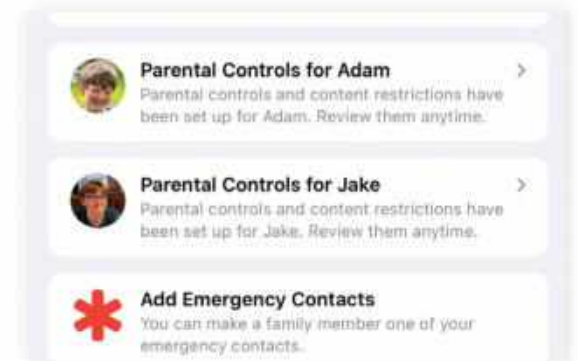 Parental Controls for Adam
Parental controls and content restrictions have
been set up for Adam. Review them anytime.
Parental Controls for Jake
Parental controls and content restrictions have
been set up for Jake. Review them anytime.
Add Emergency Contacts
You can make a family member one of your
emergency contacts.